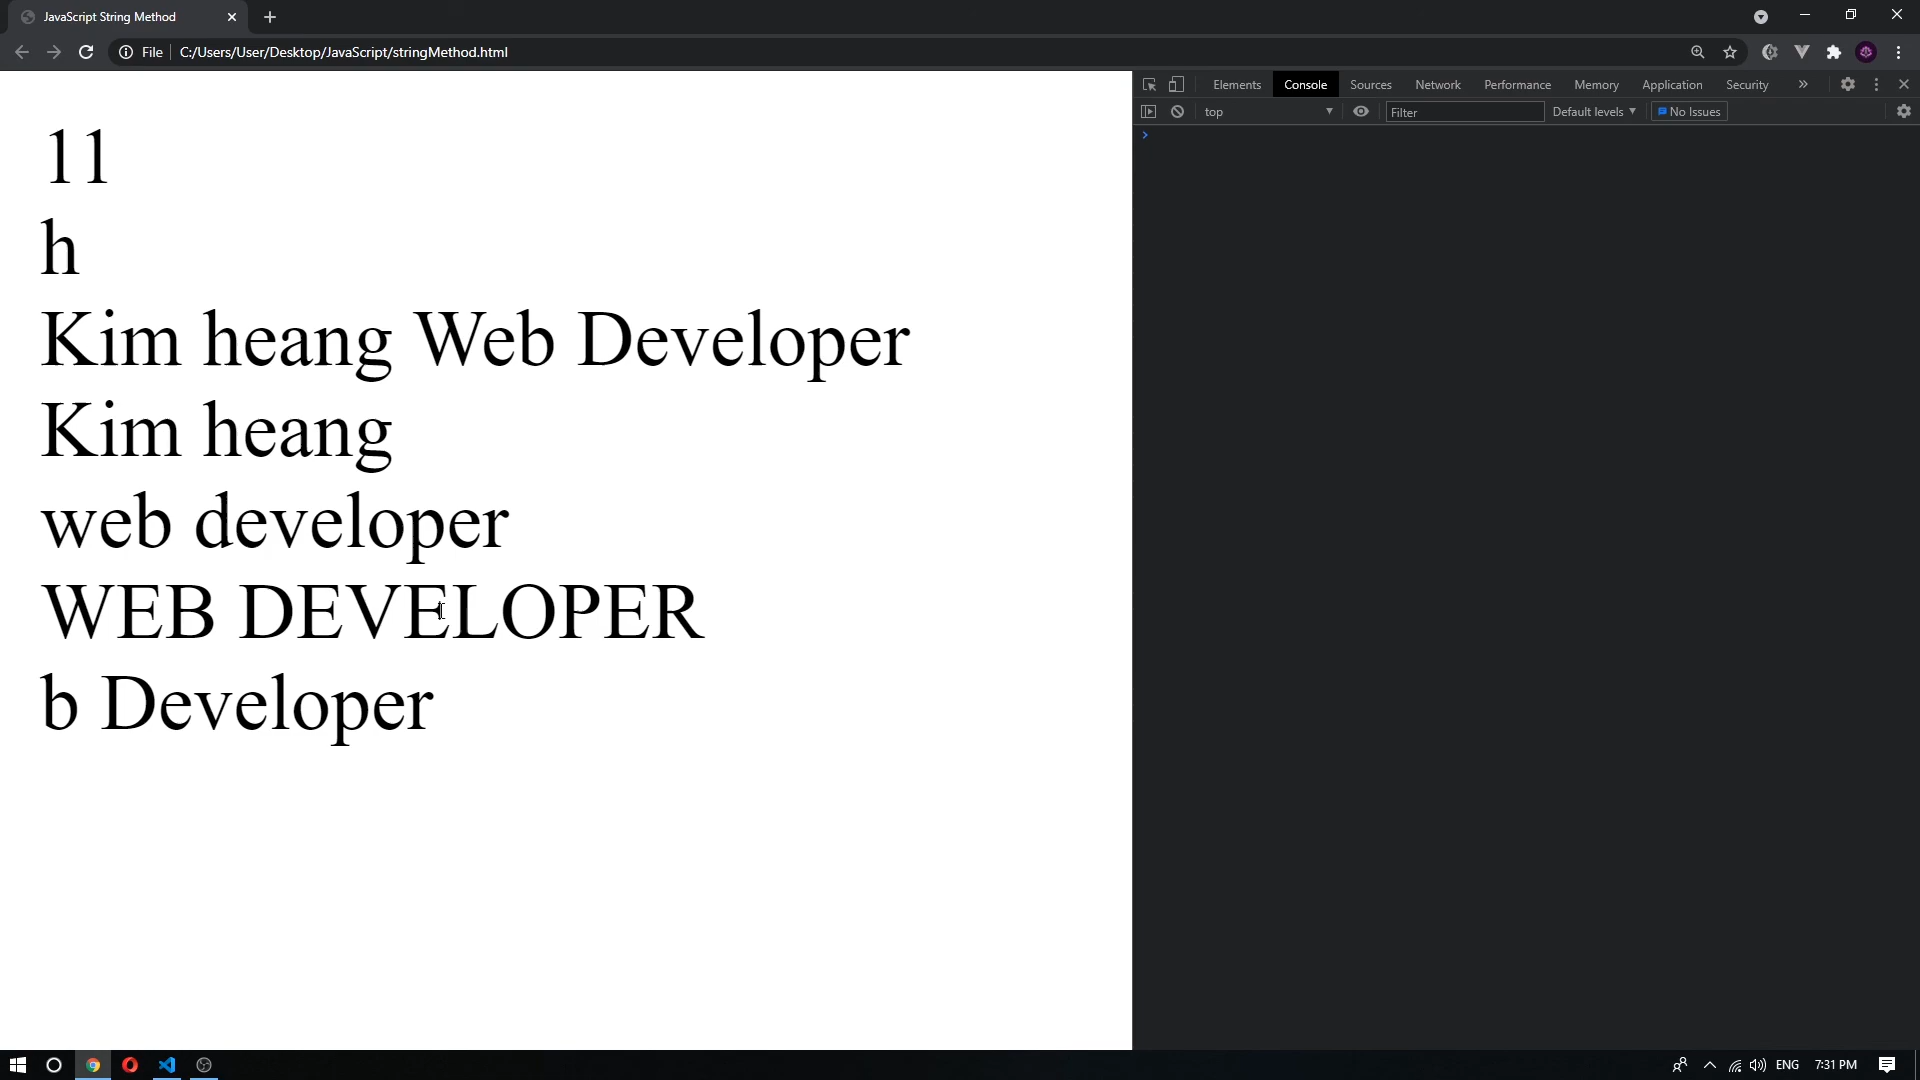 JavaScript String Method
File C:/Users/User/Desktop/JavaScript/stringMethod.html
Elements Console Sources Network Performance Memory Application Security
top Filter Default levels No Issues
11
h
Kim heang Web Developer
Kim heang
web developer
WEB DEVELOPER
b Developer
ENG 7:31 PM